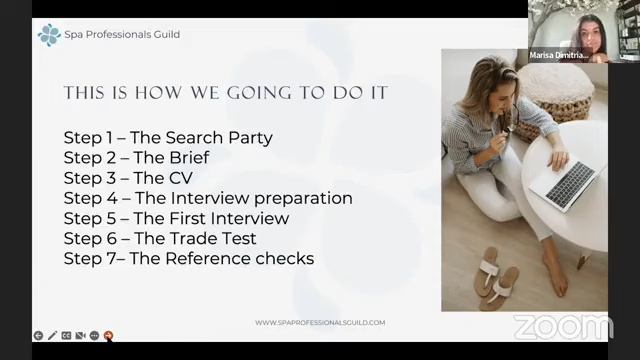 Spa Professionals Guild
Marisa Dimitria...
THIS IS HOW WE GOING TO DO IT
Step 1 – The Search Party
Step 2 – The Brief
Step 3 – The CV
Step 4 – The Interview preparation
Step 5 – The First Interview
Step 6 – The Trade Test
Step 7– The Reference checks
WWW.SPAPROFESSIONALSGUILD.COM
zoom